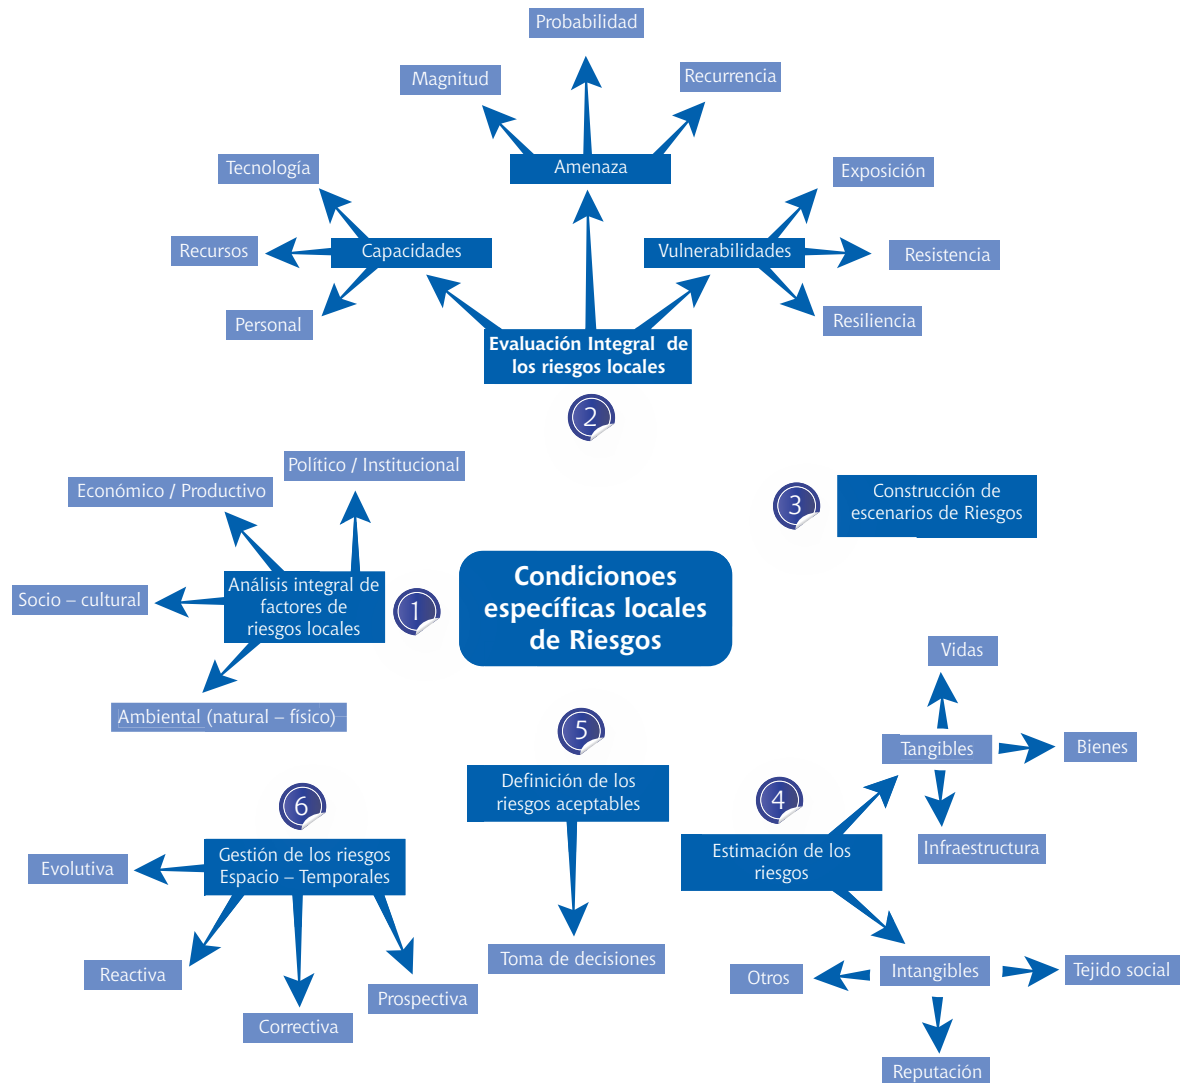 Probabilidad
Magnitud
Recurrencia
Amenaza
Tecnología
Recursos
Personal
Capacidades
Exposición
Resistencia
Resiliencia
Vulnerabilidades
Evaluación Integral de
los riesgos locales
2
Político / Institucional
Económico / Productivo
Socio – cultural
Ambiental (natural – físico)
Análisis integral de
factores de
riesgos locales
1
3
Construcción de
escenarios de Riesgos
Condicionoes
específicas locales
de Riesgos
Vidas
Tangibles
Bienes
Infraestructura
4
Estimación de los
riesgos
Otros
Intangibles
Tejido social
Reputación
5
Definición de los
riesgos aceptables
Toma de decisiones
6
Gestión de los riesgos
Espacio – Temporales
Evolutiva
Reactiva
Correctiva
Prospectiva